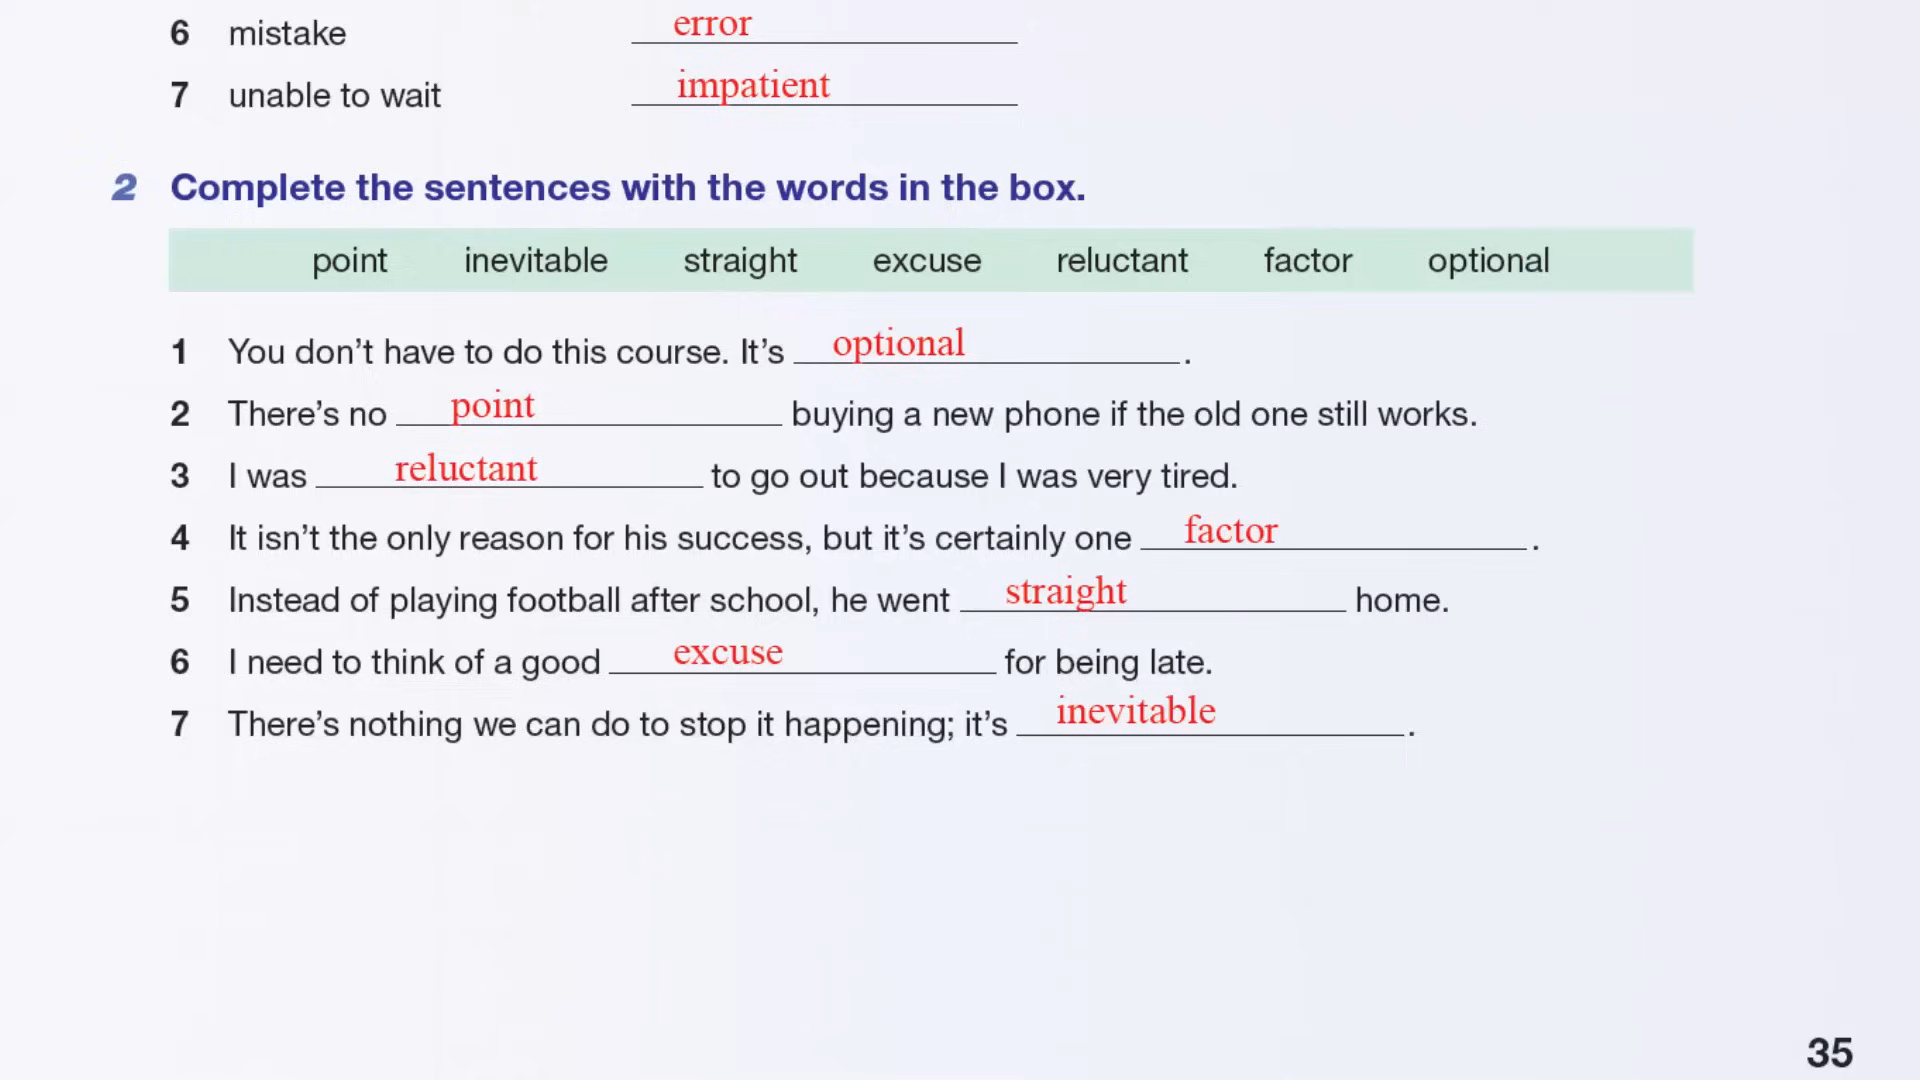 6 mistake error
7 unable to wait impatient
2 Complete the sentences with the words in the box.
point inevitable straight excuse reluctant factor optional
1 You don’t have to do this course. It’s optional.
2 There’s no point buying a new phone if the old one still works.
3 I was reluctant to go out because I was very tired.
4 It isn’t the only reason for his success, but it’s certainly one factor.
5 Instead of playing football after school, he went straight home.
6 I need to think of a good excuse for being late.
7 There’s nothing we can do to stop it happening; it’s inevitable.
35